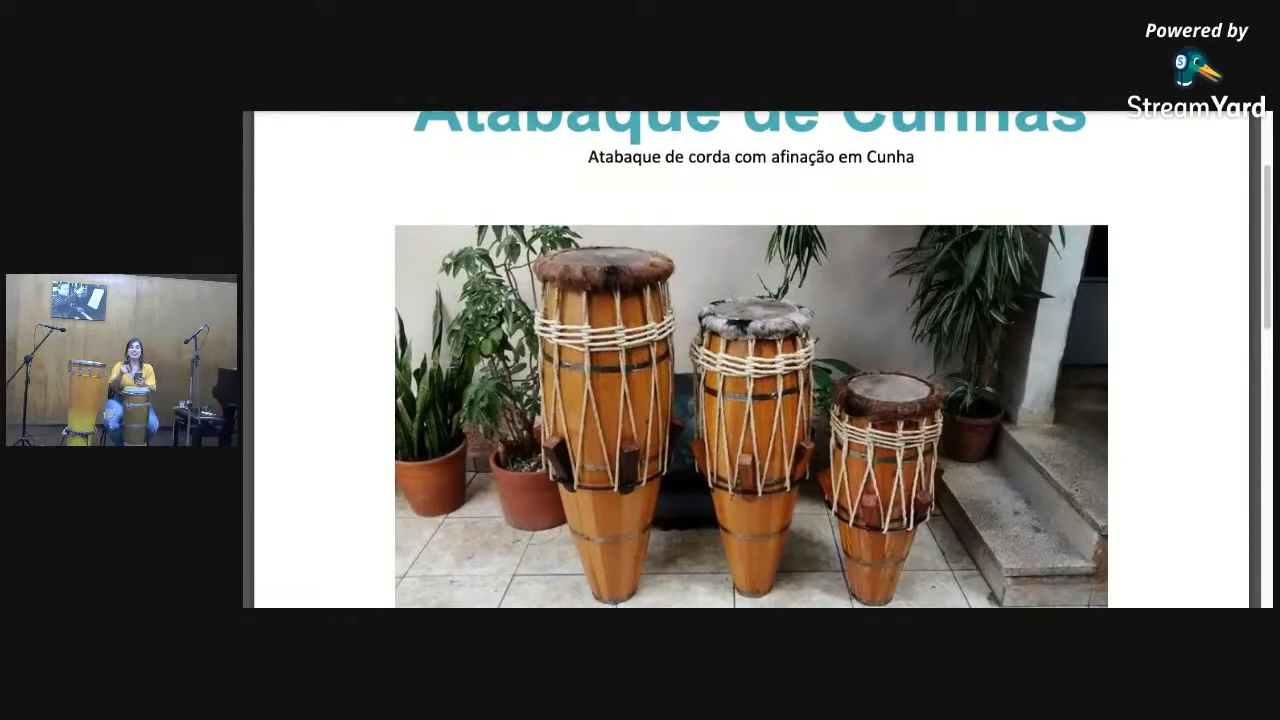 Powered by
StreamYard
Atabaque de Cunhas
Atabaque de corda com afinação em Cunha